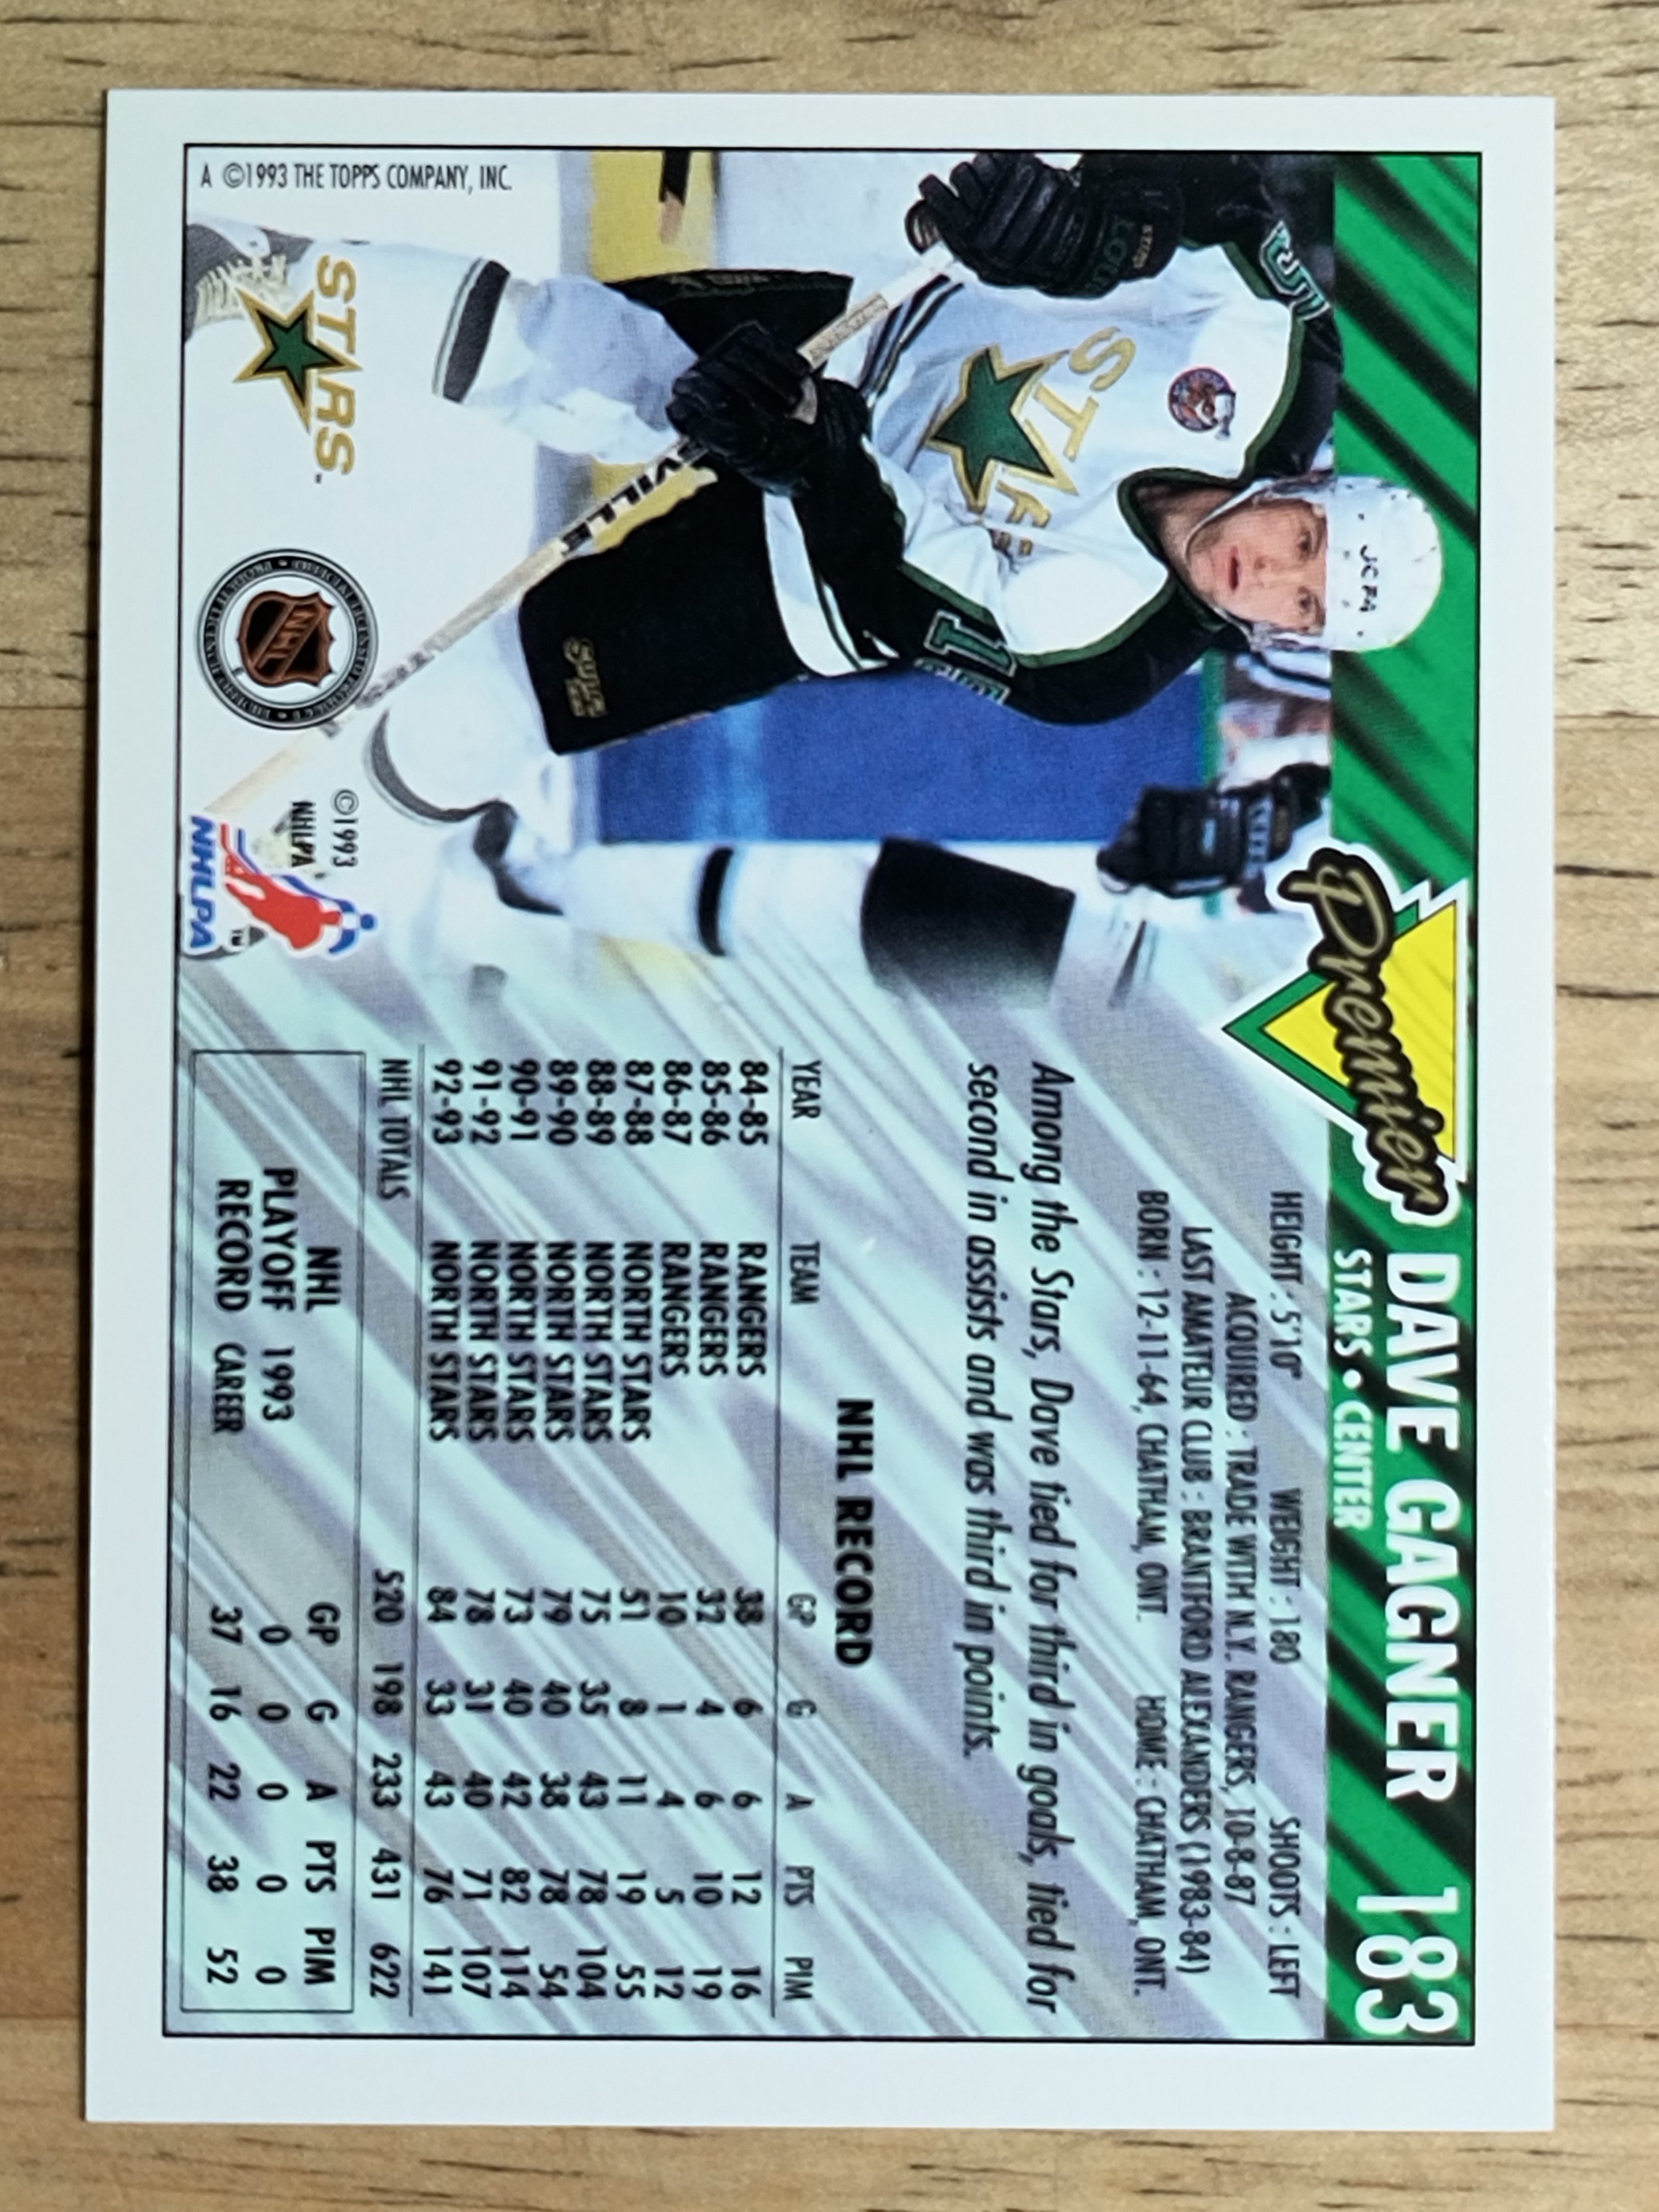 Premier
DAVE GAGNER 183
STARS • CENTER
HEIGHT : 5'10" WEIGHT : 180 SHOOTS : LEFT
ACQUIRED : TRADE WITH N.Y. RANGERS, 10-8-87
LAST AMATEUR CLUB : BRANTFORD ALEXANDERS (1983-84)
BORN : 12-11-64, CHATHAM, ONT. HOME : CHATHAM, ONT.
Among the Stars, Dave tied for third in goals, tied for
second in assists and was third in points.
NHL RECORD
YEAR TEAM GP G A PTS PIM
84-85 RANGERS 38 6 6 12 16
85-86 RANGERS 32 4 6 10 19
86-87 RANGERS 10 1 4 5 12
87-88 NORTH STARS 51 8 11 19 55
88-89 NORTH STARS 75 35 43 78 104
89-90 NORTH STARS 79 40 38 78 54
90-91 NORTH STARS 73 40 42 82 114
91-92 NORTH STARS 78 31 40 71 107
92-93 NORTH STARS 84 33 43 76 141
NHL TOTALS 520 198 233 431 622
NHL GP G A PTS PIM
PLAYOFF 1993 0 0 0 0 0
RECORD CAREER 37 16 22 38 52
JOFA
STARS
VILLE
STARS™
NHL
©1993
NHLPA
NHLPA
TM
A ©1993 THE TOPPS COMPANY, INC.